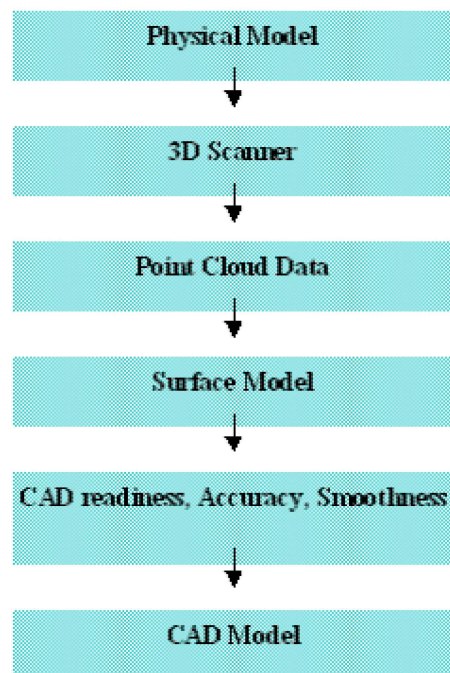 Physical Model
3D Scanner
Point Cloud Data
Surface Model
CAD readiness, Accuracy, Smoothness
CAD Model